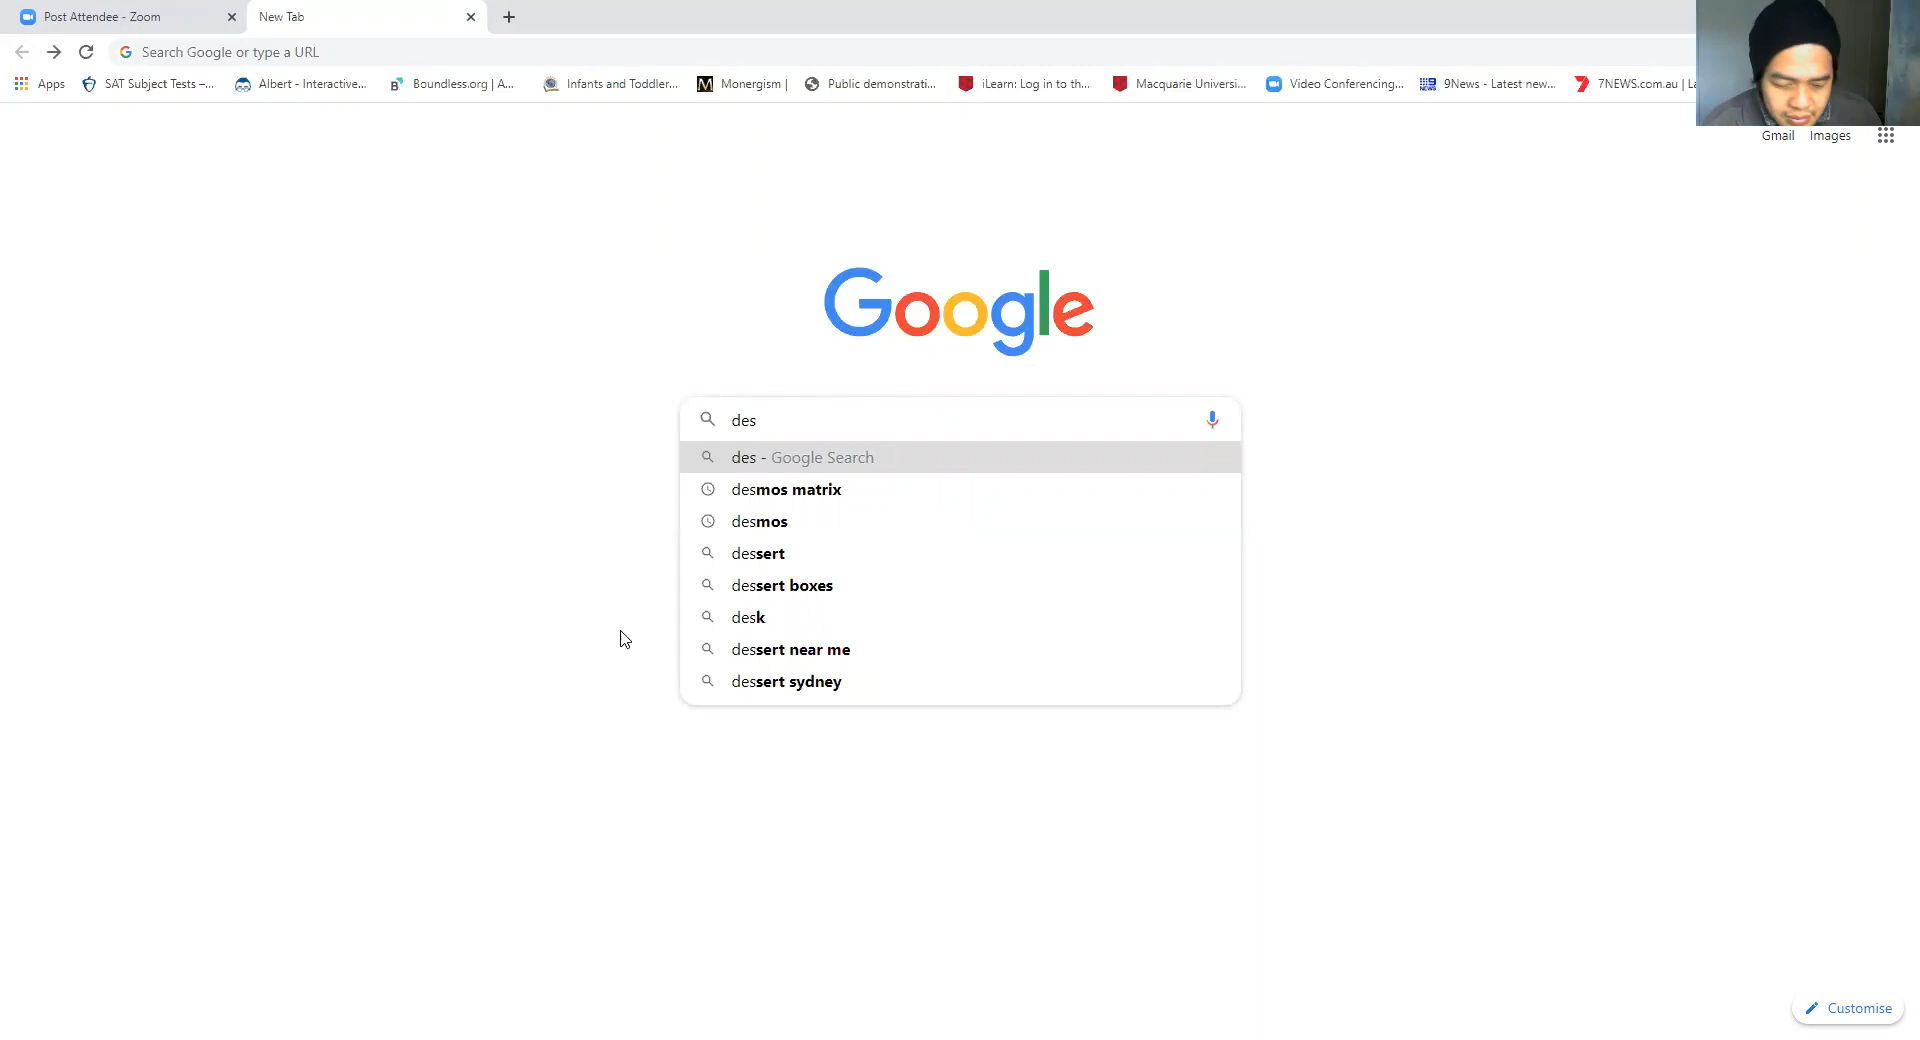 Post Attendee - Zoom
New Tab
Search Google or type a URL
Apps
SAT Subject Tests –...
Albert - Interactive...
Boundless.org | A...
Infants and Toddler...
Monergism |
Public demonstrati...
iLearn: Log in to th...
Macquarie Universi...
Video Conferencing...
9News - Latest new...
7NEWS.com.au | La
Gmail
Images
Google
des
des - Google Search
desmos matrix
desmos
dessert
dessert boxes
desk
dessert near me
dessert sydney
Customise